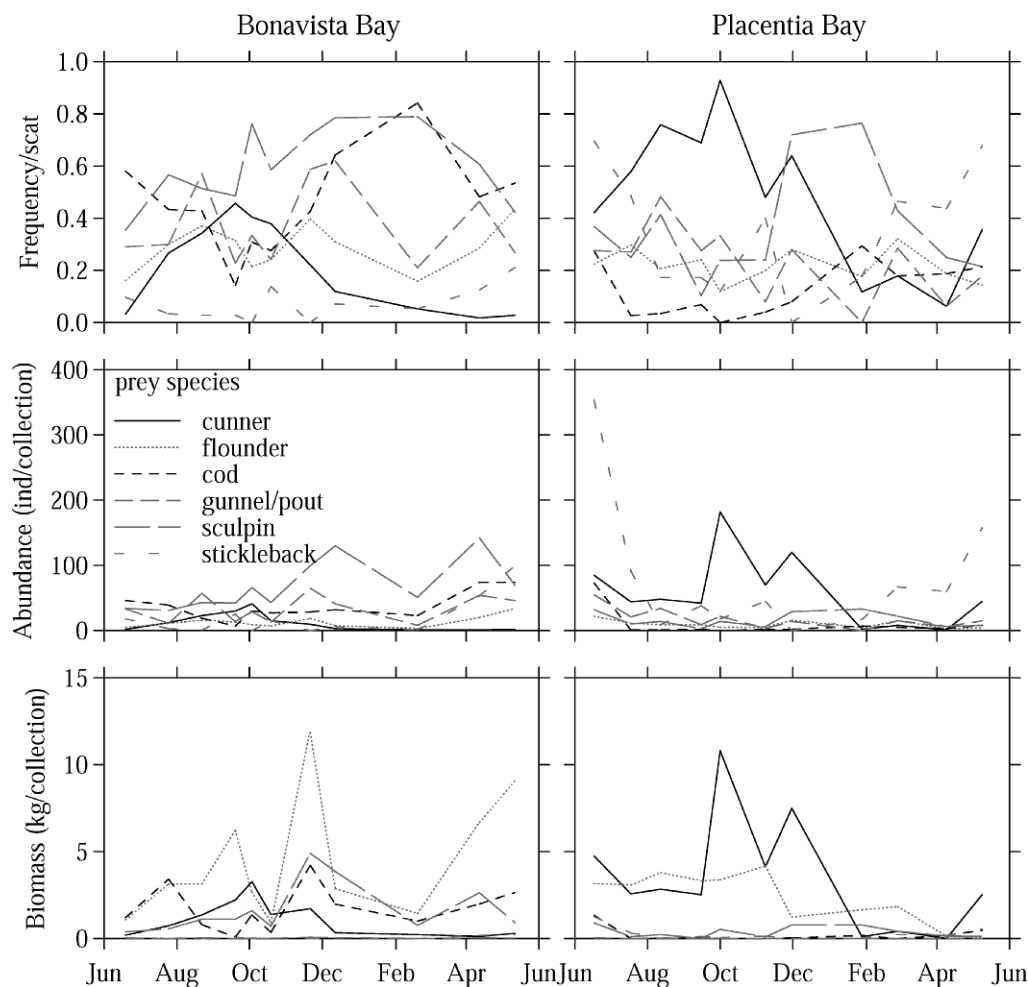 Bonavista Bay
Placentia Bay
Frequency/scat
1.0
0.8
0.6
0.4
0.2
0.0
Abundance (ind/collection)
400
300
200
100
0
prey species
cunner
flounder
cod
gunnel/pout
sculpin
stickleback
Biomass (kg/collection)
15
10
5
0
Jun Aug Oct Dec Feb Apr Jun
Jun Aug Oct Dec Feb Apr Jun